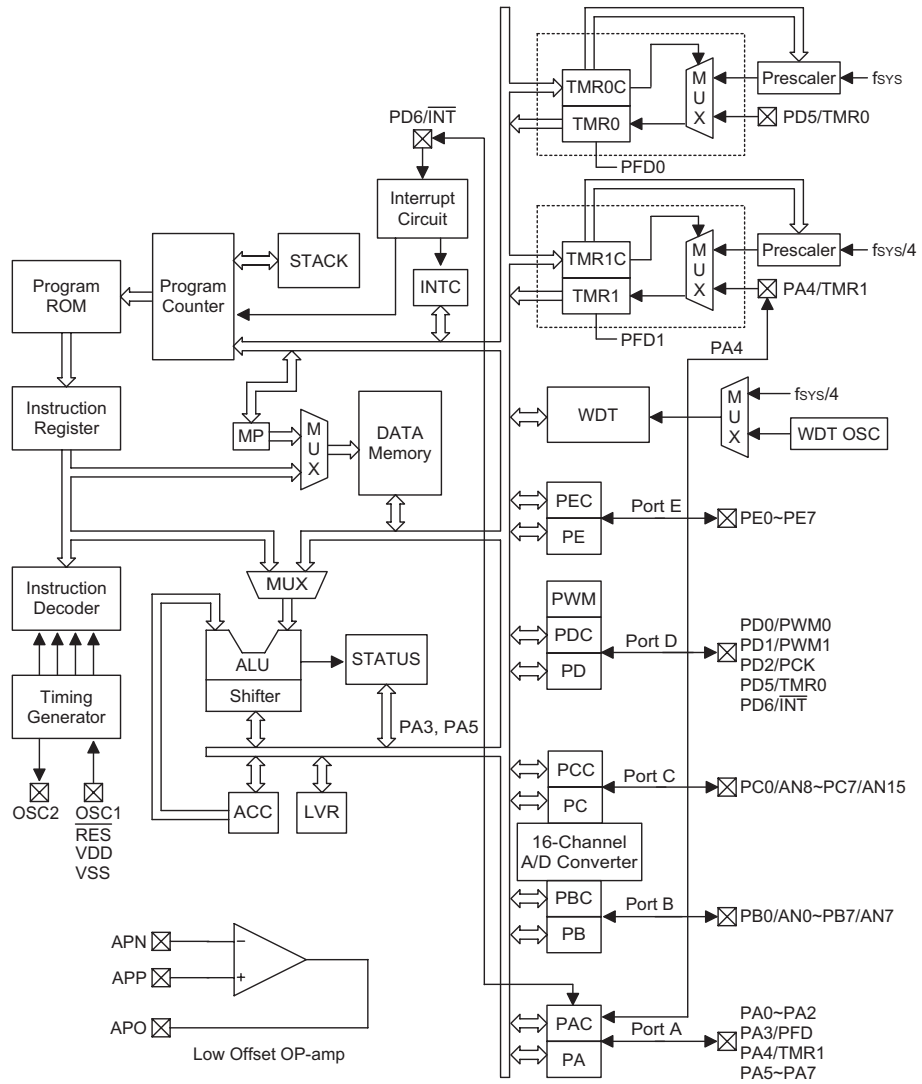 TMR0C
TMR0
MUX
Prescaler
fSYS
PD5/TMR0
PFD0
PD6/INT
Interrupt
Circuit
INTC
STACK
Program
Counter
Program
ROM
TMR1C
TMR1
MUX
Prescaler
fSYS/4
PA4/TMR1
PFD1
PA4
Instruction
Register
MP
MUX
DATA
Memory
WDT
MUX
fSYS/4
WDT OSC
PEC
PE
Port E
PE0~PE7
Instruction
Decoder
MUX
ALU
Shifter
STATUS
PA3, PA5
PWM
PDC
PD
Port D
PD0/PWM0
PD1/PWM1
PD2/PCK
PD5/TMR0
PD6/INT
Timing
Generator
OSC2
OSC1
RES
VDD
VSS
ACC
LVR
PCC
PC
Port C
PC0/AN8~PC7/AN15
16-Channel
A/D Converter
PBC
PB
Port B
PB0/AN0~PB7/AN7
APN
−
APP
+
APO
Low Offset OP-amp
PAC
PA
Port A
PA0~PA2
PA3/PFD
PA4/TMR1
PA5~PA7